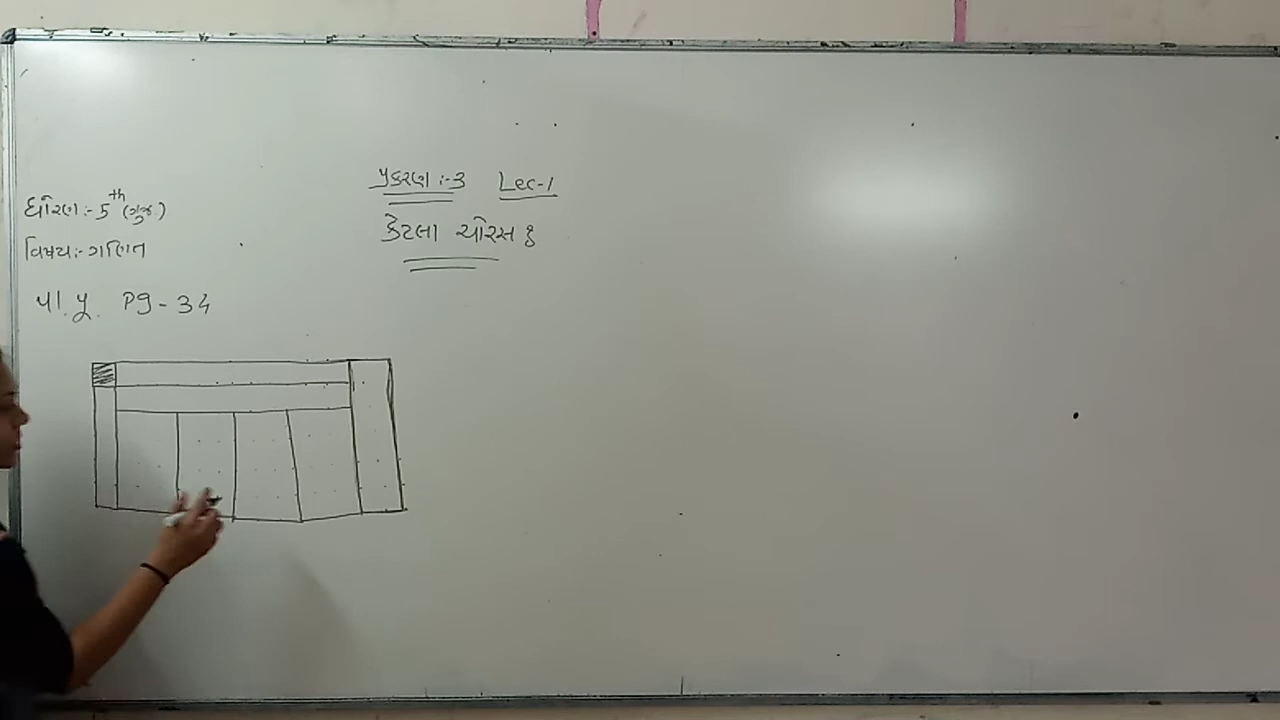 પ્રકરણ :- 3 Lec-1
ધોરણ :- 5th (ગુજ.)
કેટલા ચોરસ ?
વિષય :- ગણિત
પા. પુ. Pg - 34